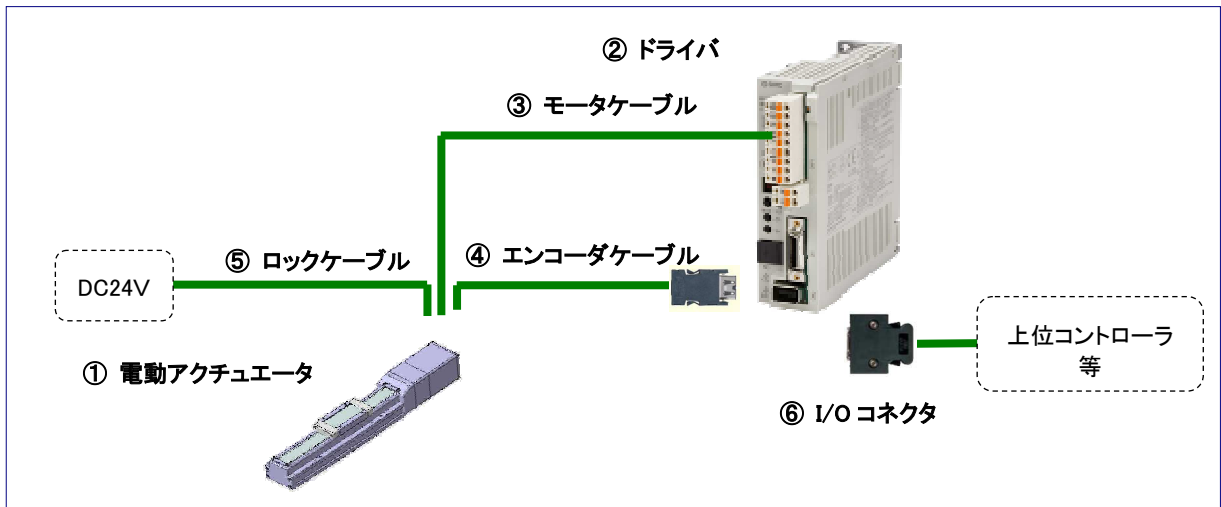 ② ドライバ
③ モータケーブル
⑤ ロックケーブル
④ エンコーダケーブル
DC24V
① 電動アクチュエータ
上位コントローラ
等
⑥ I/O コネクタ